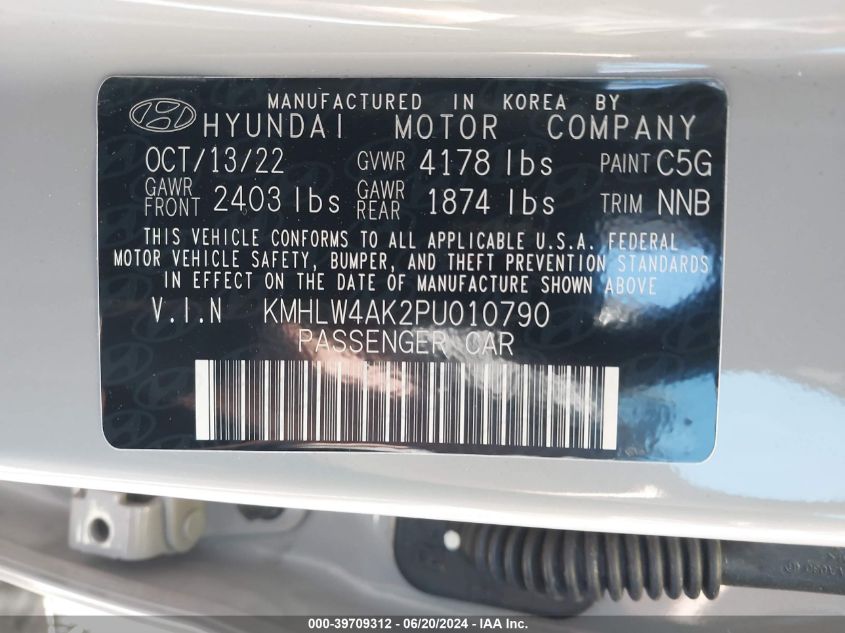 MANUFACTURED IN KOREA BY
HYUNDAI MOTOR COMPANY
OCT/13/22 GVWR 4178 lbs PAINT C5G
GAWR FRONT 2403 lbs GAWR REAR 1874 lbs TRIM NNB
THIS VEHICLE CONFORMS TO ALL APPLICABLE U.S.A. FEDERAL
MOTOR VEHICLE SAFETY, BUMPER, AND THEFT PREVENTION STANDARDS
IN EFFECT ON THE DATE OF MANUFACTURE SHOWN ABOVE
V.I.N KMHLW4AK2PU010790
PASSENGER CAR
000-39709312 - 06/20/2024 - IAA Inc.